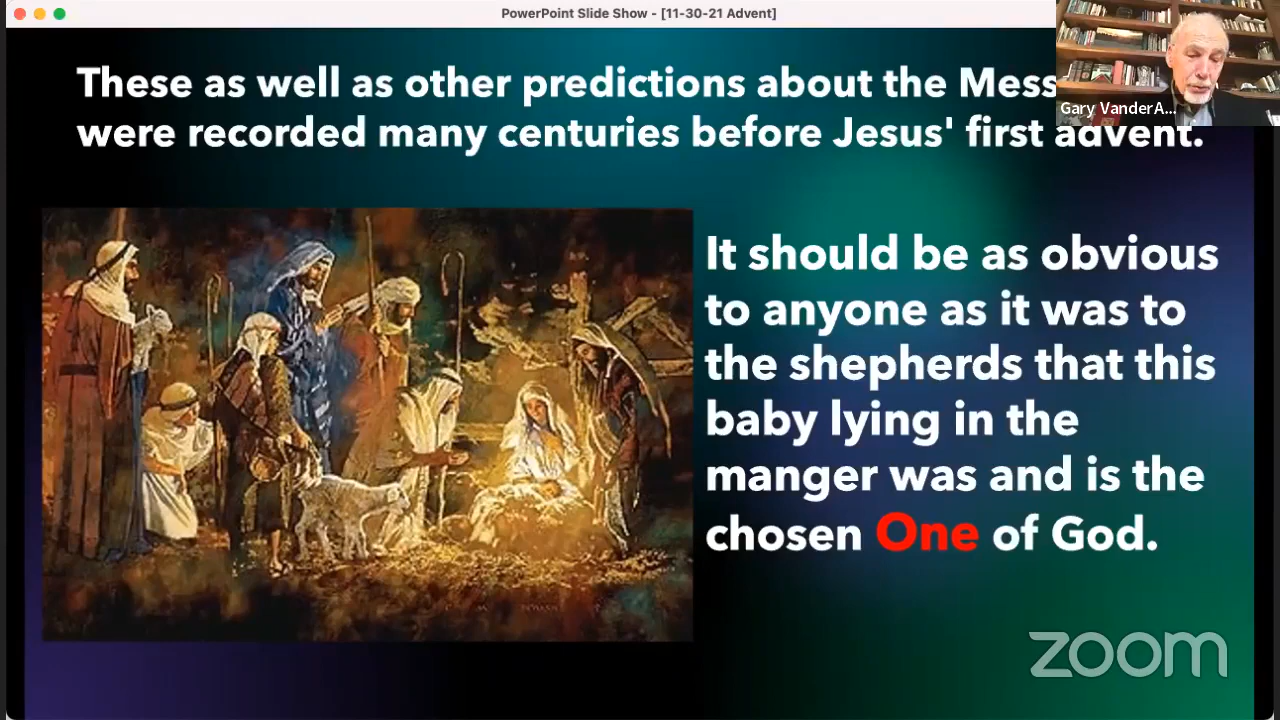 PowerPoint Slide Show - [11-30-21 Advent]
These as well as other predictions about the Mess
were recorded many centuries before Jesus' first advent.
Gary VanderA...
It should be as obvious
to anyone as it was to
the shepherds that this
baby lying in the
manger was and is the
chosen One of God.
zoom